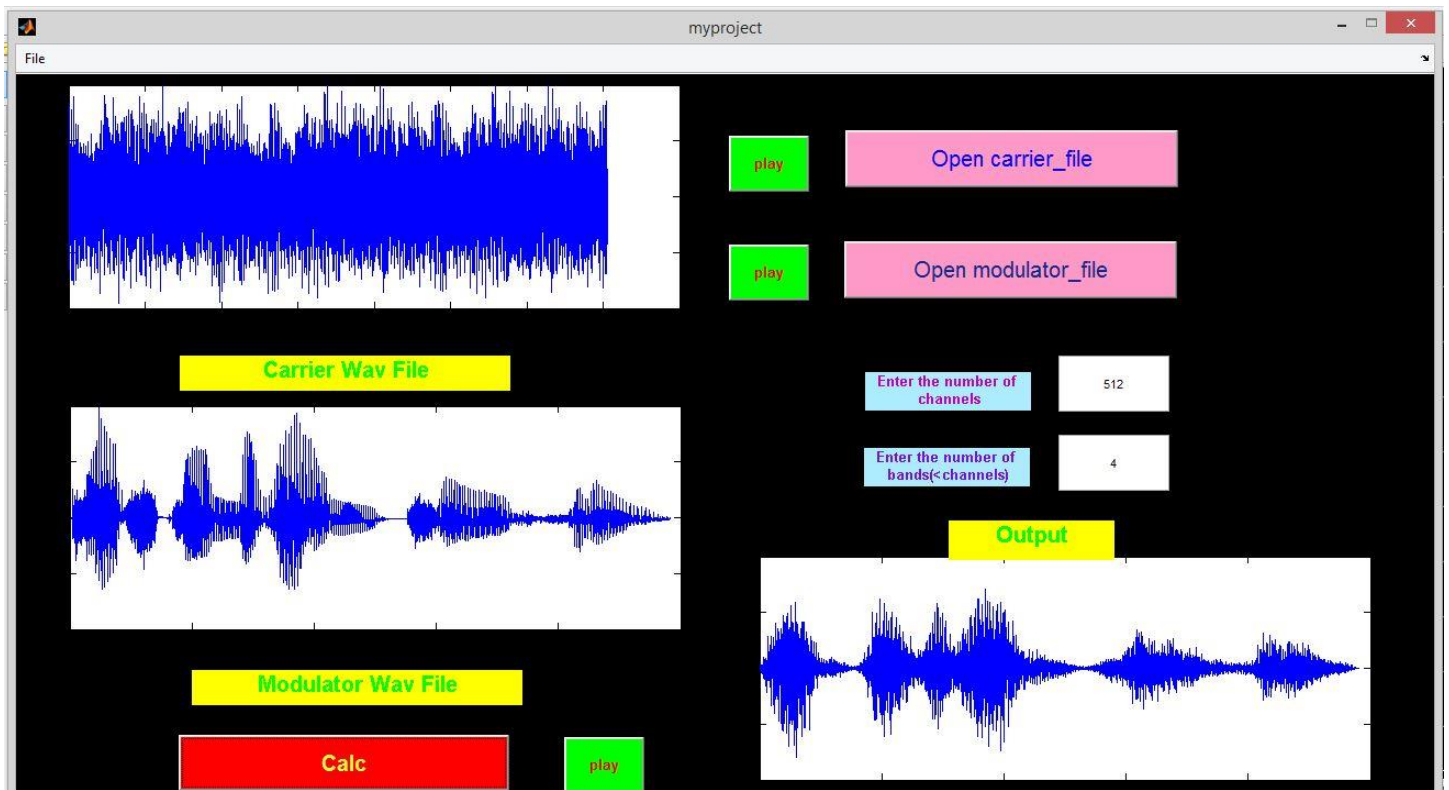 myproject
File
play
Open carrier_file
play
Open modulator_file
Carrier Wav File
Enter the number of
channels
512
Enter the number of
bands(<channels)
4
Output
Modulator Wav File
Calc
play